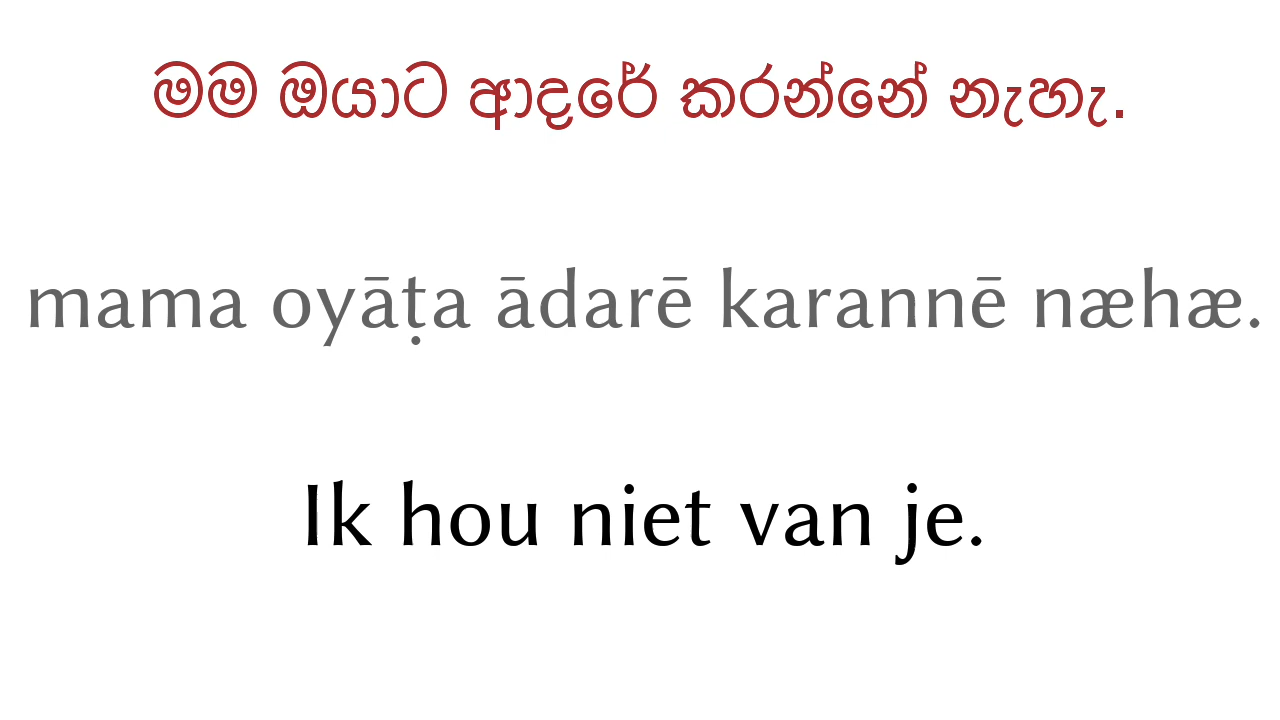 මම ඔයාට ආදරේ කරන්නේ නැහැ.
mama oyāṭa ādarē karannē næhæ.
Ik hou niet van je.